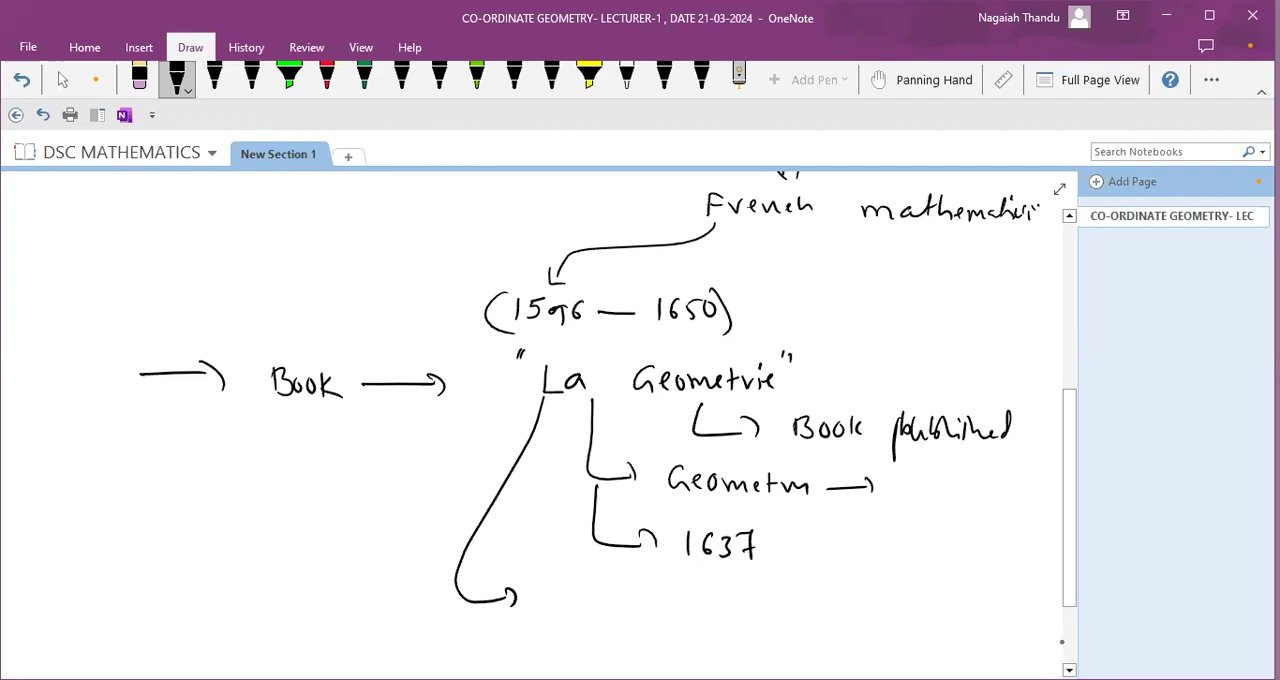 CO-ORDINATE GEOMETRY- LECTURER-1 , DATE 21-03-2024 - OneNote
Nagaiah Thandu
File Home Insert Draw History Review View Help
Add Pen Panning Hand Full Page View
DSC MATHEMATICS New Section 1
Search Notebooks
Add Page
CO-ORDINATE GEOMETRY- LEC
French mathematici
(1596 — 1650)
Book "La Geometrie"
Book published
Geometry
1637